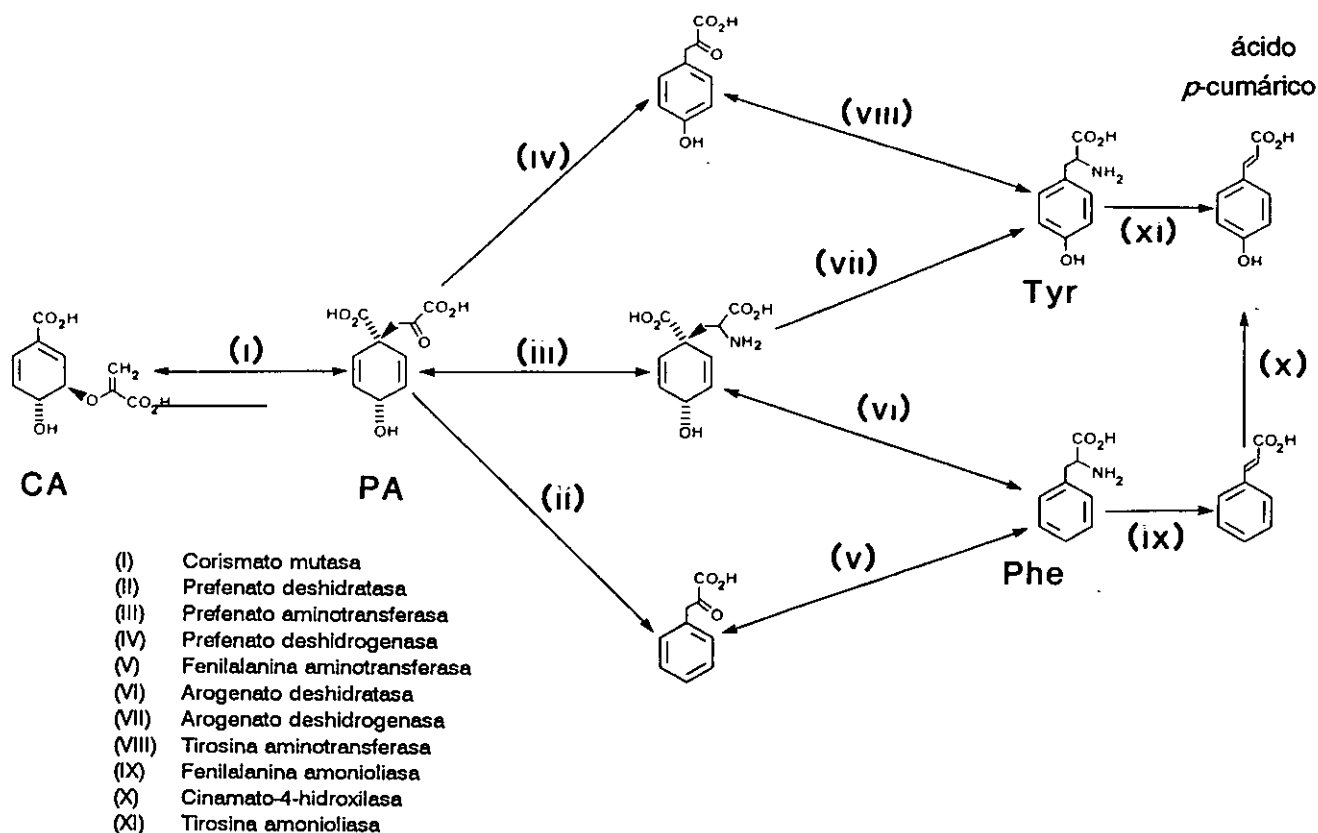 CO₂H
O
OH
ácido
p-cumárico
(iv)
(viii)
CO₂H
NH₂
OH
Tyr
(xi)
CO₂H
OH
(vii)
CO₂H
CH₂
O
CO₂H
OH
CA
(i)
HO₂C
CO₂H
O
OH
PA
(iii)
HO₂C
CO₂H
NH₂
OH
(vi)
(x)
(ii)
CO₂H
NH₂
Phe
(ix)
CO₂H
(v)
CO₂H
O
(I) Corismato mutasa
(II) Prefenato deshidratasa
(III) Prefenato aminotransferasa
(IV) Prefenato deshidrogenasa
(V) Fenilalanina aminotransferasa
(VI) Arogenato deshidratasa
(VII) Arogenato deshidrogenasa
(VIII) Tirosina aminotransferasa
(IX) Fenilalanina amonioliasa
(X) Cinamato-4-hidroxilasa
(XI) Tirosina amonioliasa